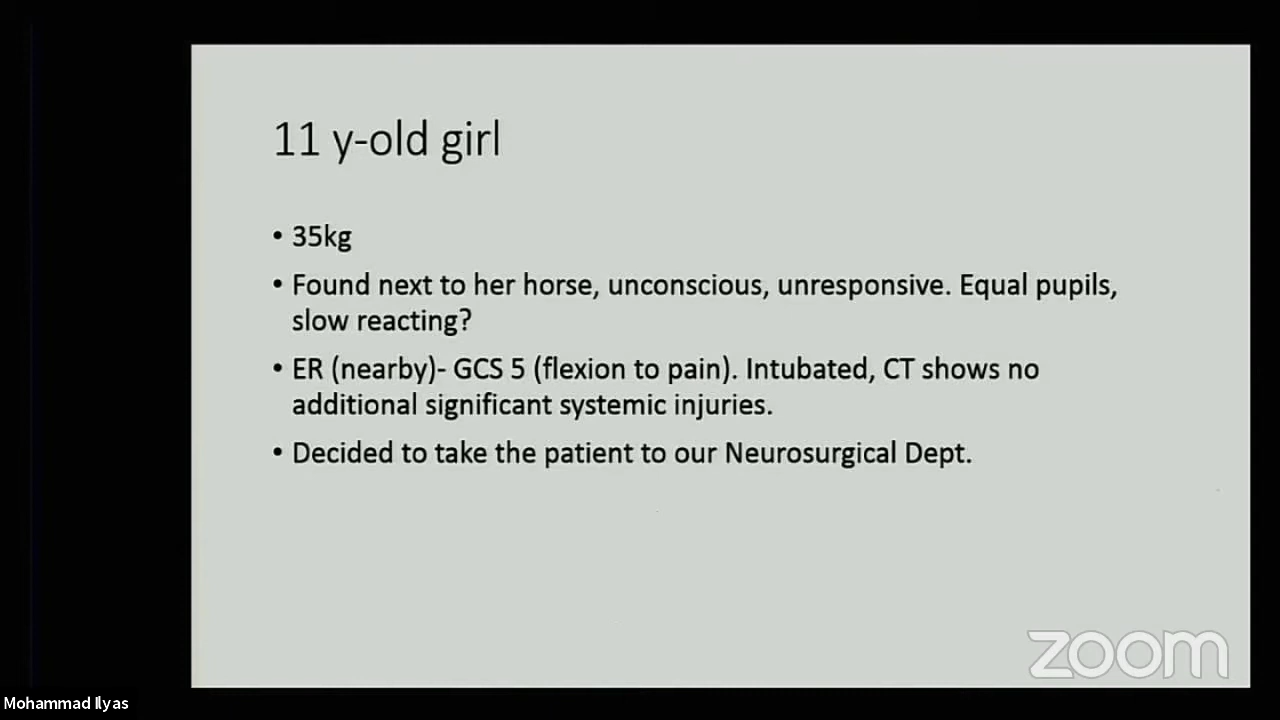 11 y-old girl
• 35kg
• Found next to her horse, unconscious, unresponsive. Equal pupils,
slow reacting?
• ER (nearby)- GCS 5 (flexion to pain). Intubated, CT shows no
additional significant systemic injuries.
• Decided to take the patient to our Neurosurgical Dept.
zoom
Mohammad Ilyas